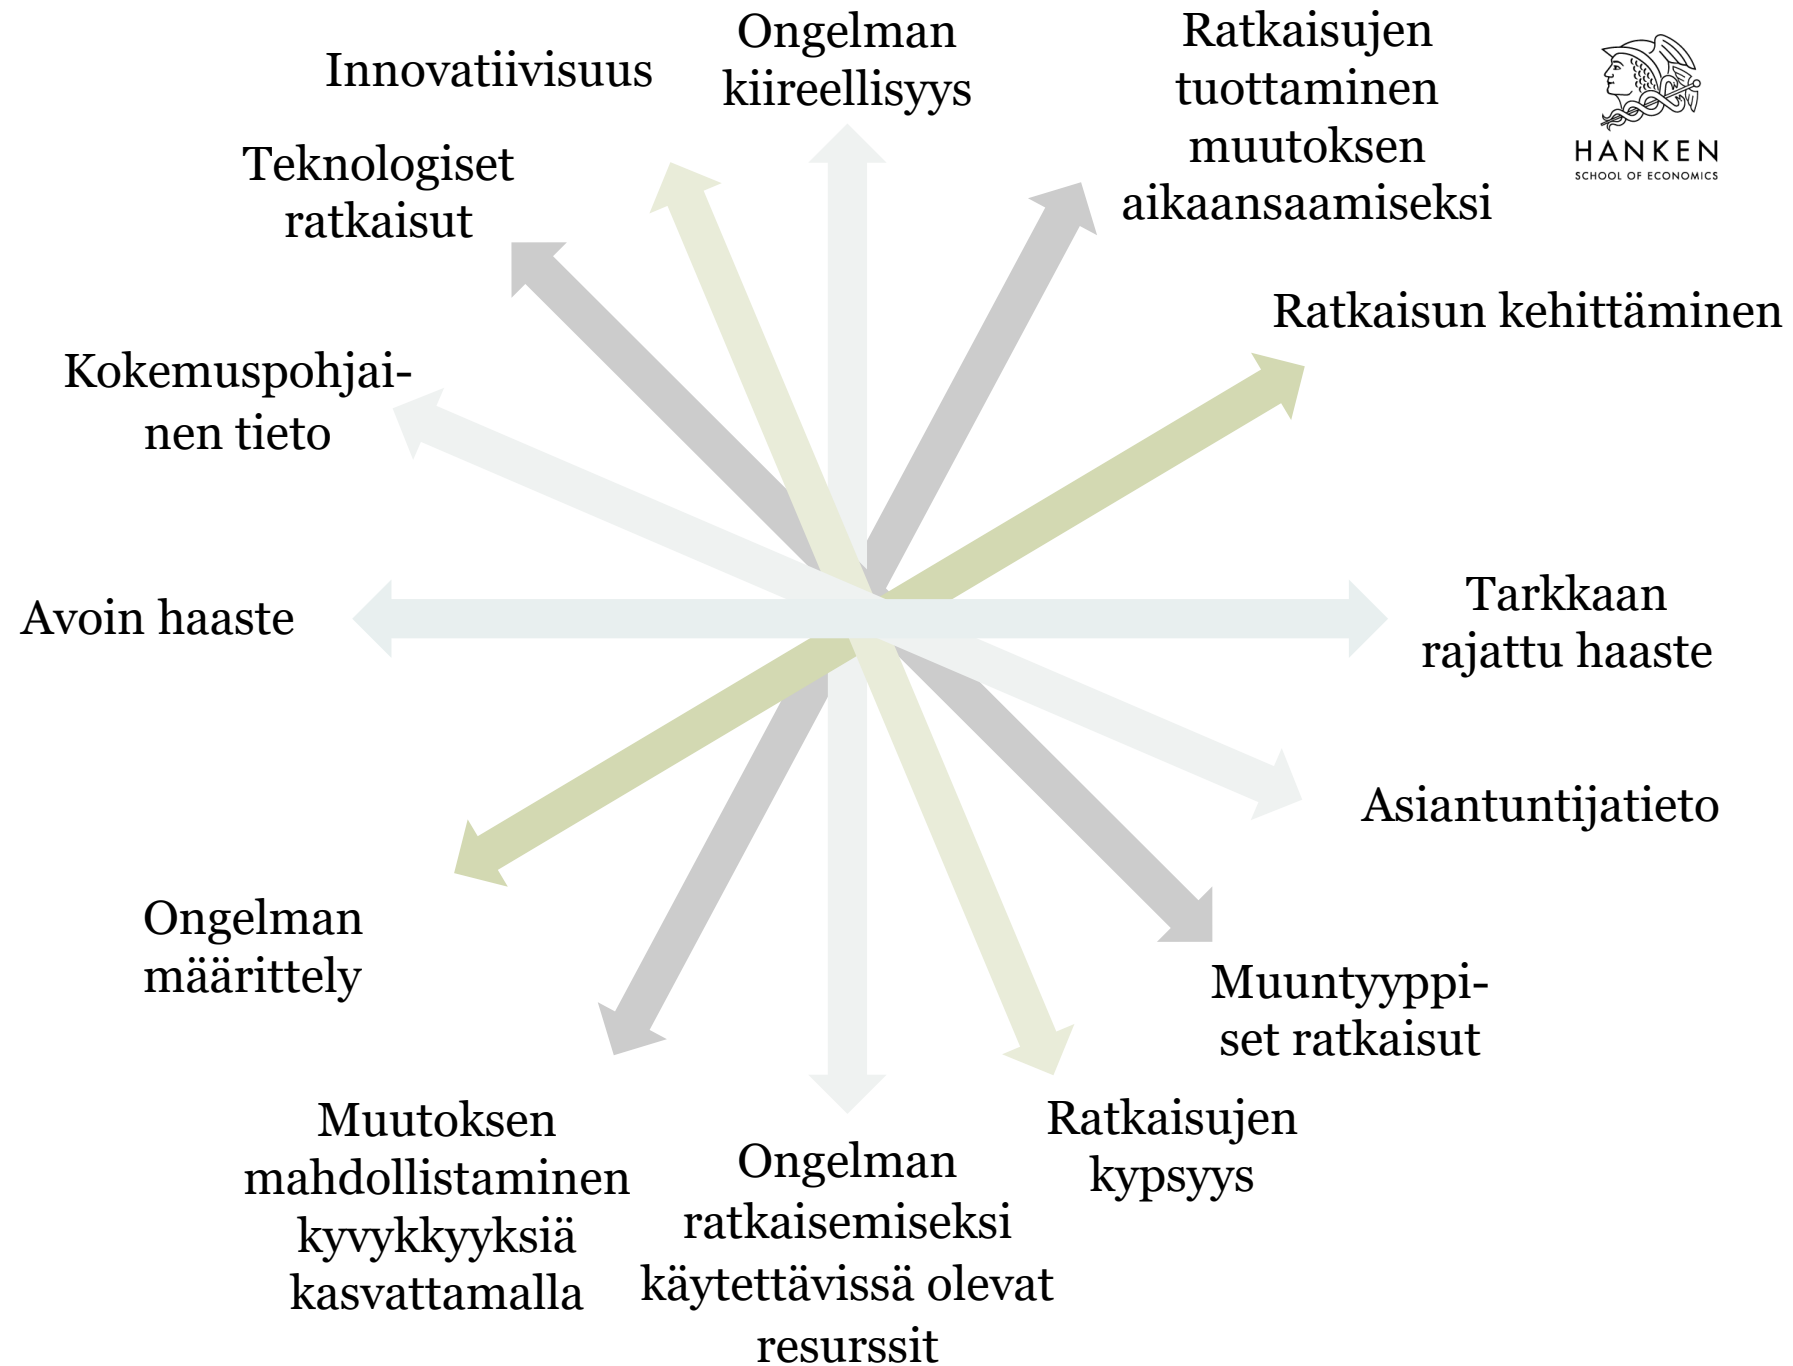 Innovatiivisuus
Ongelman
kiireellisyys
Ratkaisujen
tuottaminen
muutoksen
aikaansaamiseksi
HANKEN
SCHOOL OF ECONOMICS
Teknologiset
ratkaisut
Ratkaisun kehittäminen
Kokemuspohjai-
nen tieto
Avoin haaste
Tarkkaan
rajattu haaste
Asiantuntijatieto
Ongelman
määrittely
Muuntyyppi-
set ratkaisut
Muutoksen
mahdollistaminen
kyvykkyyksiä
kasvattamalla
Ongelman
ratkaisemiseksi
käytettävissä olevat
resurssit
Ratkaisujen
kypsyys